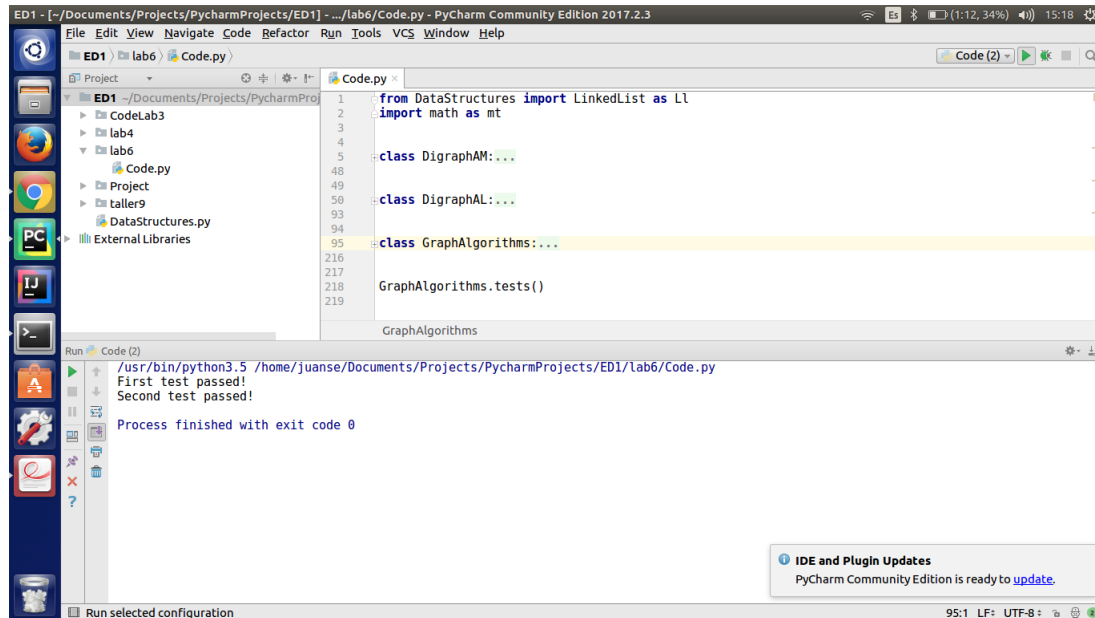 ED1 - [~/Documents/Projects/PycharmProjects/ED1] - .../lab6/Code.py - PyCharm Community Edition 2017.2.3
Es (1:12, 34%) 15:18
File Edit View Navigate Code Refactor Run Tools VCS Window Help
ED1 lab6 Code.py
Code (2)
Project
Code.py
ED1 ~/Documents/Projects/PycharmProj
CodeLab3
lab4
lab6
Code.py
Project
taller9
DataStructures.py
External Libraries
1 from DataStructures import LinkedList as Ll
2 import math as mt
3
4
5 class DigraphAM:...
48
49
50 class DigraphAL:...
93
94
95 class GraphAlgorithms:...
216
217
218 GraphAlgorithms.tests()
219
GraphAlgorithms
PC
IJ
>_
A
Run Code (2)
/usr/bin/python3.5 /home/juanse/Documents/Projects/PycharmProjects/ED1/lab6/Code.py
First test passed!
Second test passed!
Process finished with exit code 0
?
IDE and Plugin Updates
PyCharm Community Edition is ready to update.
Run selected configuration
95:1 LF÷ UTF-8÷ 2